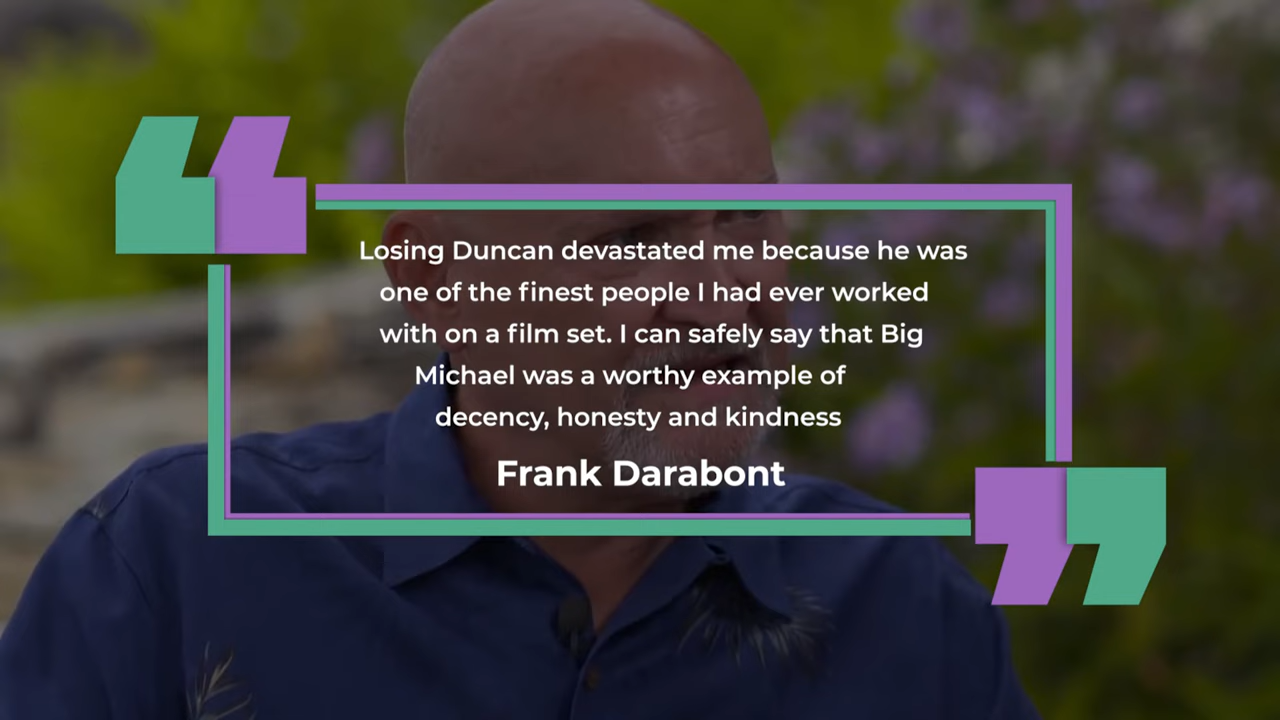 Losing Duncan devastated me because he was
one of the finest people I had ever worked
with on a film set. I can safely say that Big
Michael was a worthy example of
decency, honesty and kindness
Frank Darabont